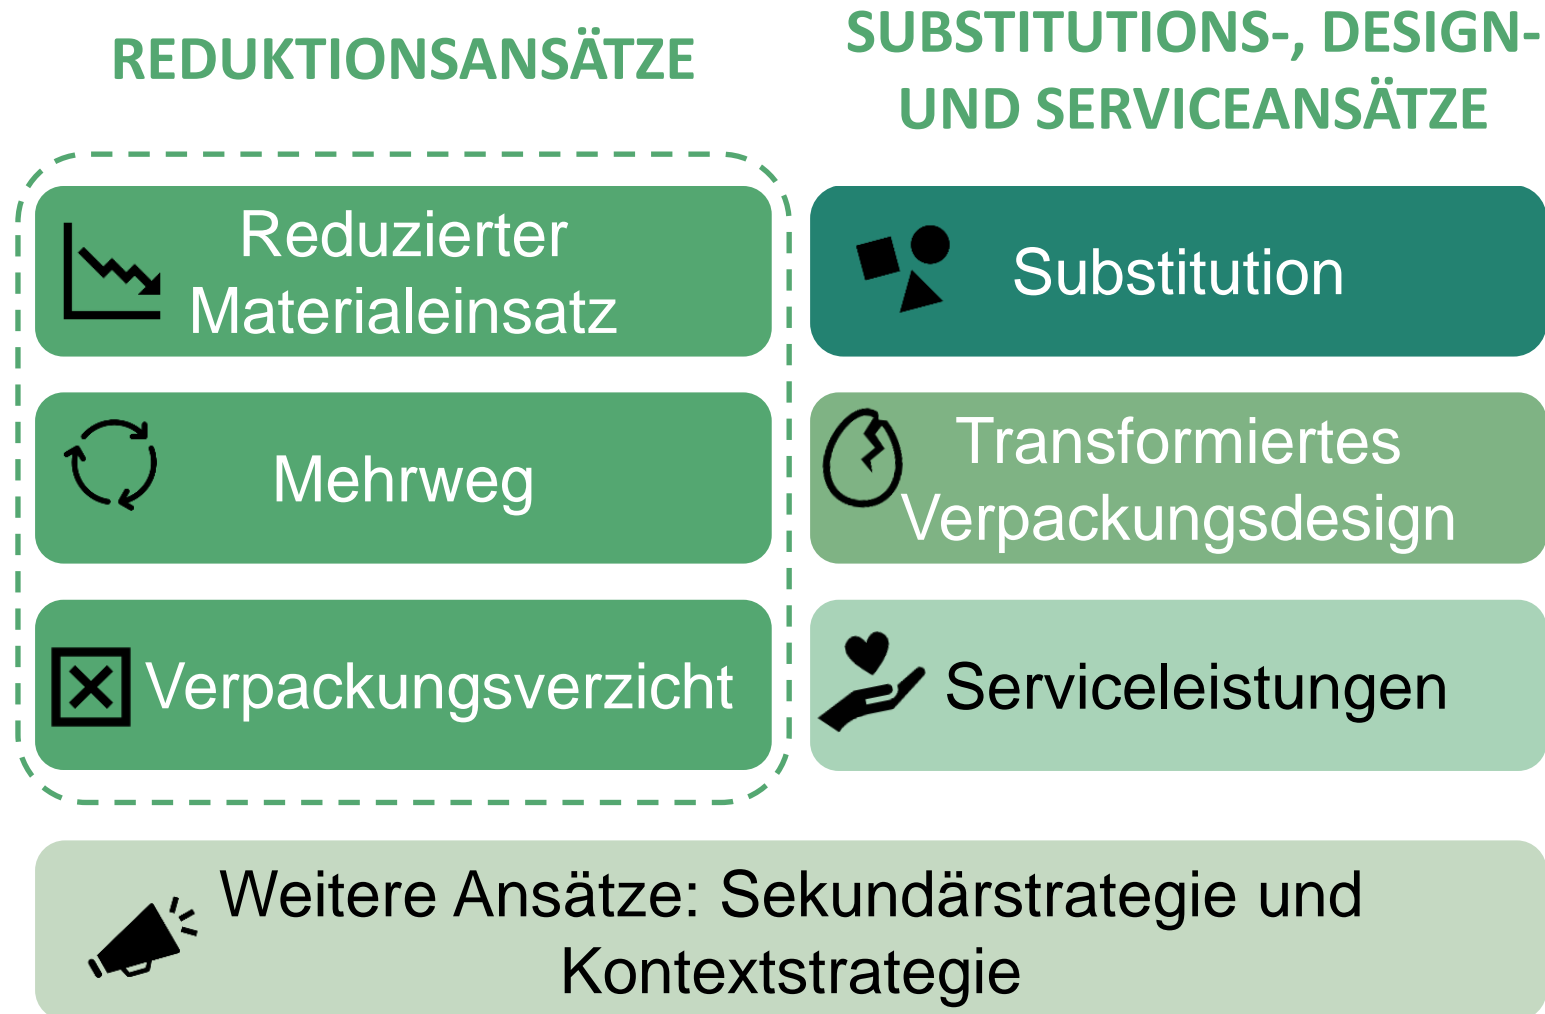 REDUKTIONSANSÄTZE
Reduzierter
Materialeinsatz
Mehrweg
Verpackungsverzicht
SUBSTITUTIONS-, DESIGN-
UND SERVICEANSÄTZE
Substitution
Transformiertes
Verpackungsdesign
Serviceleistungen
Weitere Ansätze: Sekundärstrategie und
Kontextstrategie